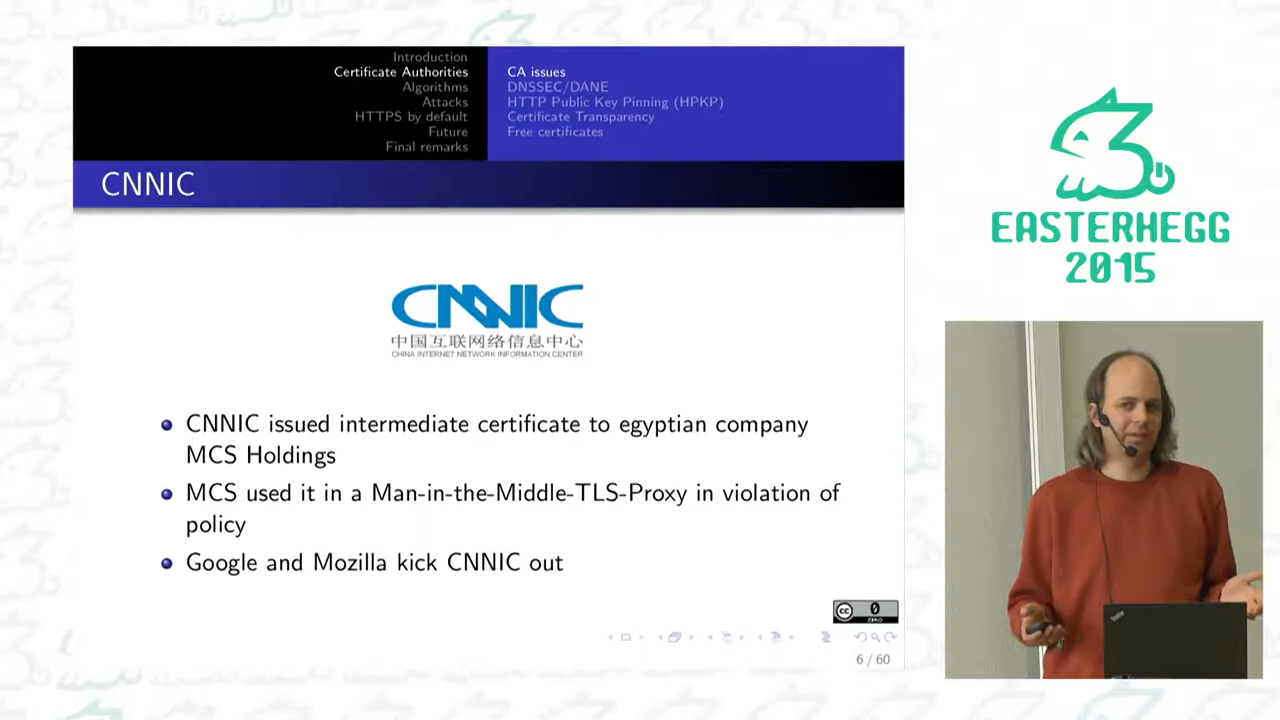 Introduction
Certificate Authorities
Algorithms
Attacks
HTTPS by default
Future
Final remarks
CA issues
DNSSEC/DANE
HTTP Public Key Pinning (HPKP)
Certificate Transparency
Free certificates
CNNIC
CNNIC
中国互联网络信息中心
CHINA INTERNET NETWORK INFORMATION CENTER
CNNIC issued intermediate certificate to egyptian company
MCS Holdings
MCS used it in a Man-in-the-Middle-TLS-Proxy in violation of
policy
Google and Mozilla kick CNNIC out
cc 0
ZERO
6 / 60
EASTERHEGG
2015
ThinkPad